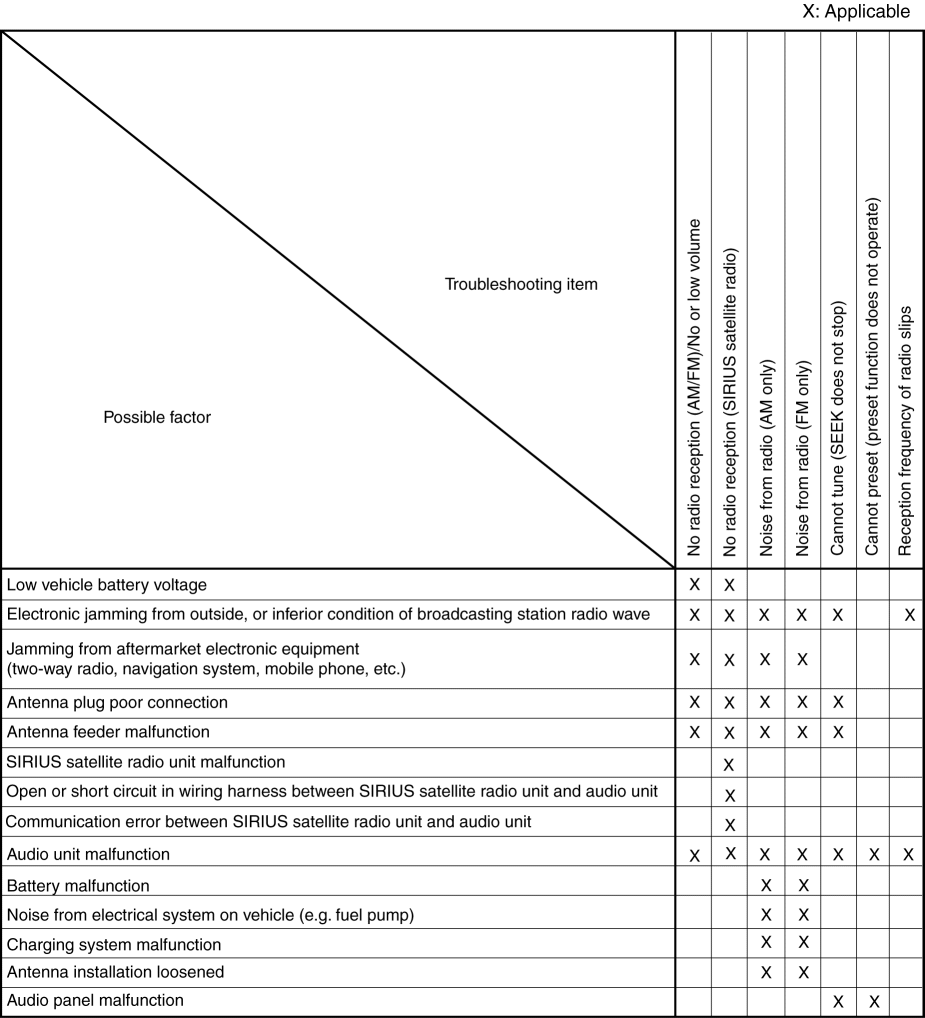 X: Applicable
Troubleshooting item
Possible factor
No radio reception (AM/FM)/No or low volume
No radio reception (SIRIUS satellite radio)
Noise from radio (AM only)
Noise from radio (FM only)
Cannot tune (SEEK does not stop)
Cannot preset (preset function does not operate)
Reception frequency of radio slips
Low vehicle battery voltage X X
Electronic jamming from outside, or inferior condition of broadcasting station radio wave X X X X X X
Jamming from aftermarket electronic equipment
(two-way radio, navigation system, mobile phone, etc.) X X X X
Antenna plug poor connection X X X X X
Antenna feeder malfunction X X X X X
SIRIUS satellite radio unit malfunction X
Open or short circuit in wiring harness between SIRIUS satellite radio unit and audio unit X
Communication error between SIRIUS satellite radio unit and audio unit X
Audio unit malfunction X X X X X X X
Battery malfunction X X
Noise from electrical system on vehicle (e.g. fuel pump) X X
Charging system malfunction X X
Antenna installation loosened X X
Audio panel malfunction X X